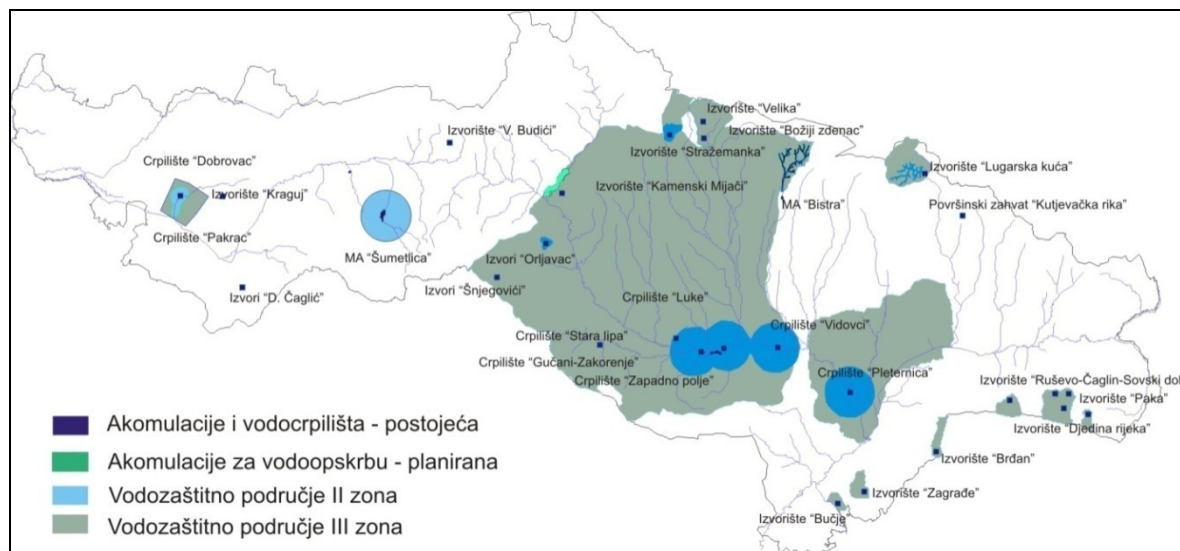 Izvorište “Velika”
Izvorište “V. Budići”
Izvorište “Božiji zdenac”
Izvorište “Stražemanka”
Crpilište “Dobrovac”
Izvorište “Lugarska kuća”
Izvorište “Kraguj”
Izvorište “Kamenski Mijači”
MA “Bistra”
Površinski zahvat “Kutjevačka rika”
Crpilište “Pakrac”
MA “Šumetlica”
Izvori “Orljavac”
Izvori “Šnjegovići”
Izvori “D. Čaglić”
Crpilište “Luke”
Crpilište “Vidovci”
Crpilište “Stara lipa”
Crpilište “Gučani-Zakorenje”
Crpilište “Zapadno polje”
Crpilište “Pleternica”
Izvorište “Ruševo-Čaglin-Sovski dol
Izvorište “Paka”
Izvorište “Djedina rijeka”
Izvorište “Brđan”
Izvorište “Zagrađe”
Izvorište “Bučje”
Akomulacije i vodocrpilišta - postojeća
Akomulacije za vodoopskrbu - planirana
Vodozaštitno područje II zona
Vodozaštitno područje III zona